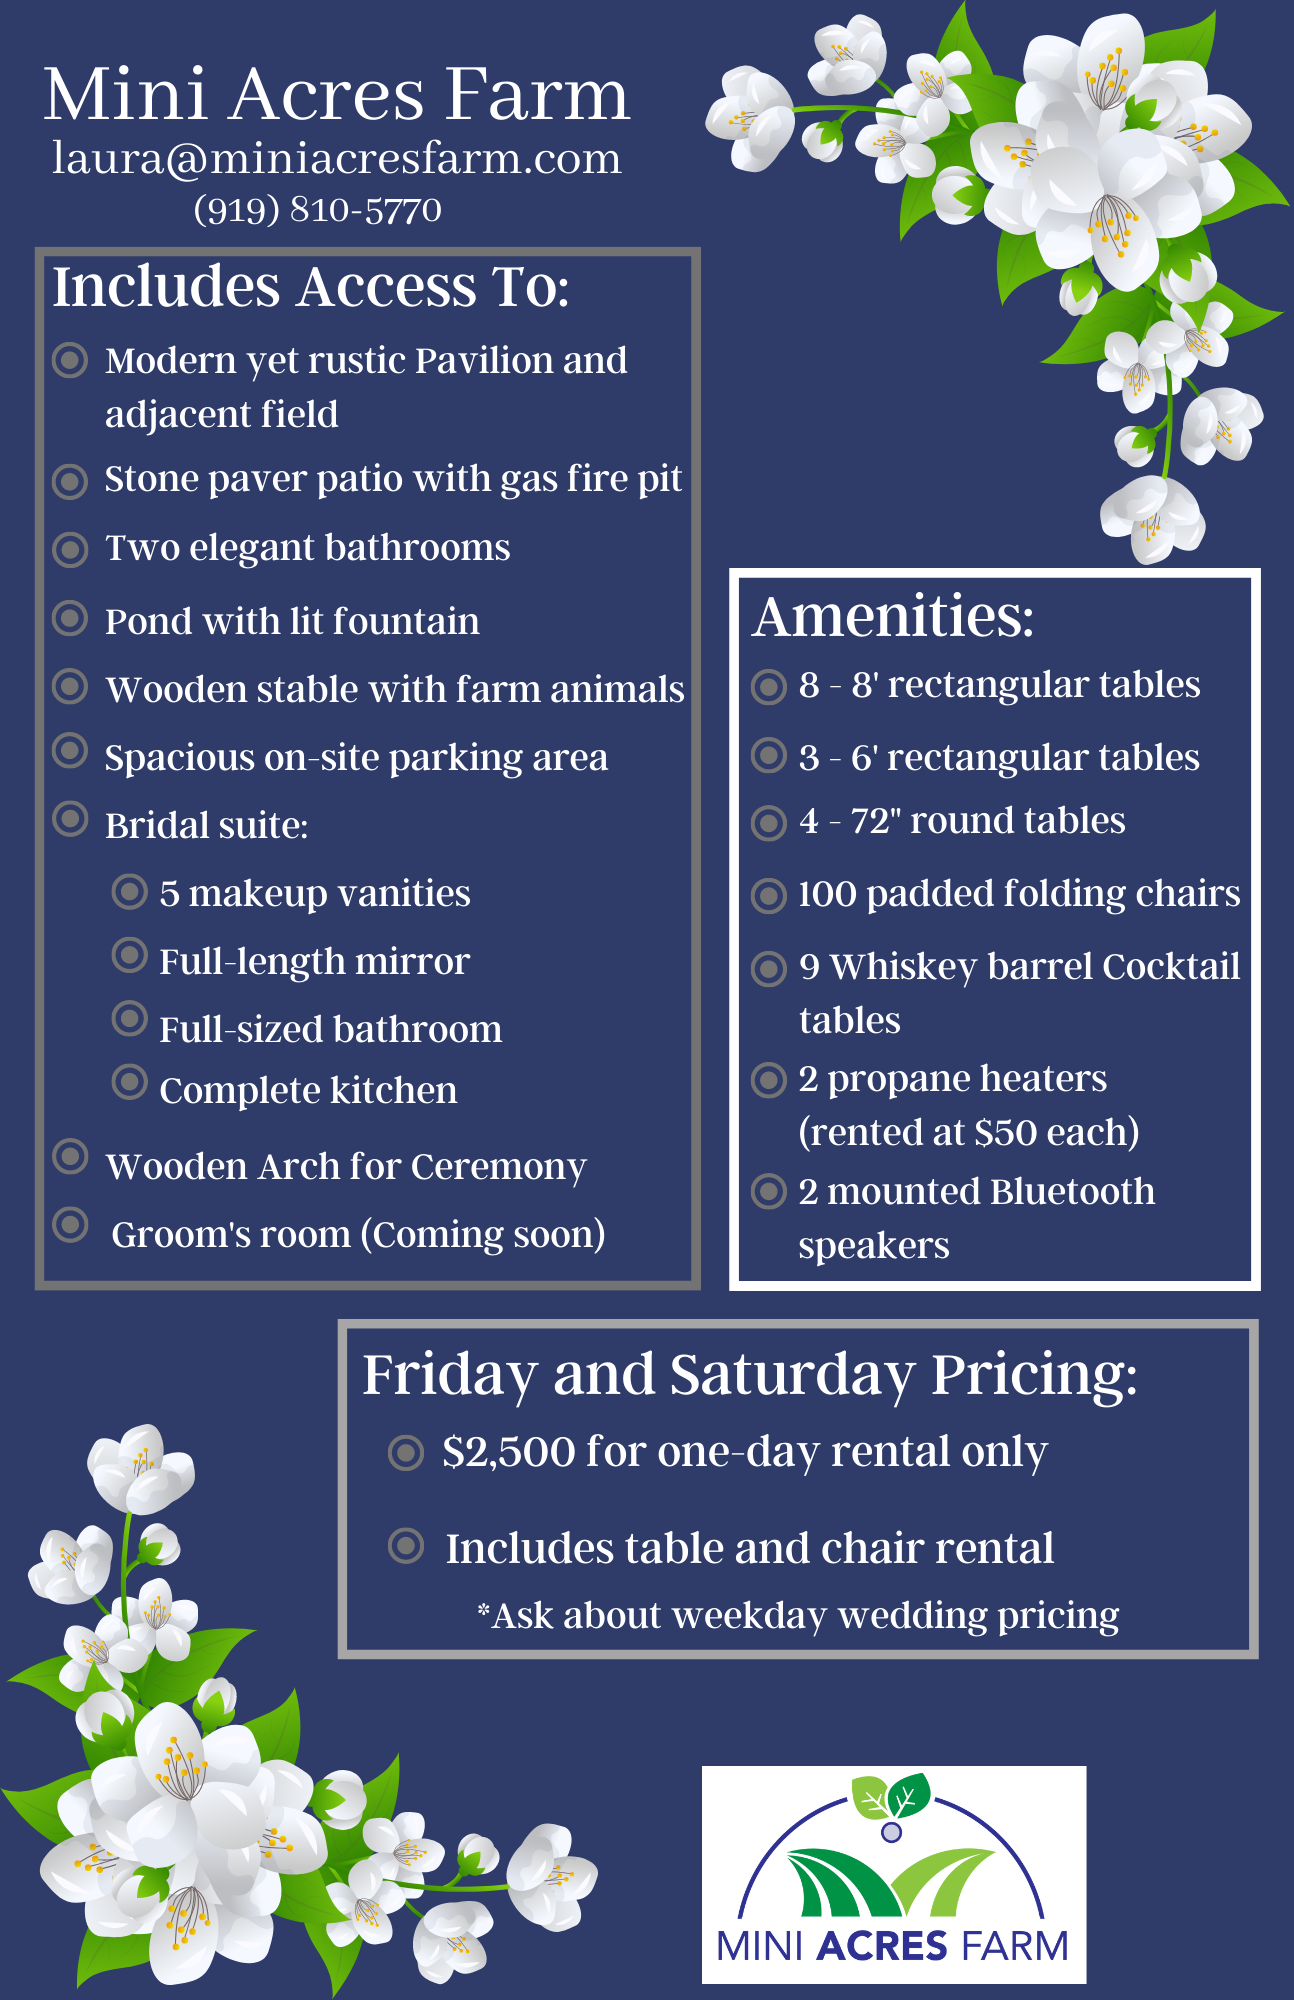 Mini Acres Farm
laura@miniacresfarm.com
(919) 810-5770
Includes Access To:
Modern yet rustic Pavilion and
adjacent field
Stone paver patio with gas fire pit
Two elegant bathrooms
Pond with lit fountain
Wooden stable with farm animals
Spacious on-site parking area
Bridal suite:
5 makeup vanities
Full-length mirror
Full-sized bathroom
Complete kitchen
Wooden Arch for Ceremony
Groom's room (Coming soon)
Amenities:
8 - 8' rectangular tables
3 - 6' rectangular tables
4 - 72" round tables
100 padded folding chairs
9 Whiskey barrel Cocktail
tables
2 propane heaters
(rented at $50 each)
2 mounted Bluetooth
speakers
Friday and Saturday Pricing:
$2,500 for one-day rental only
Includes table and chair rental
*Ask about weekday wedding pricing
MINI ACRES FARM